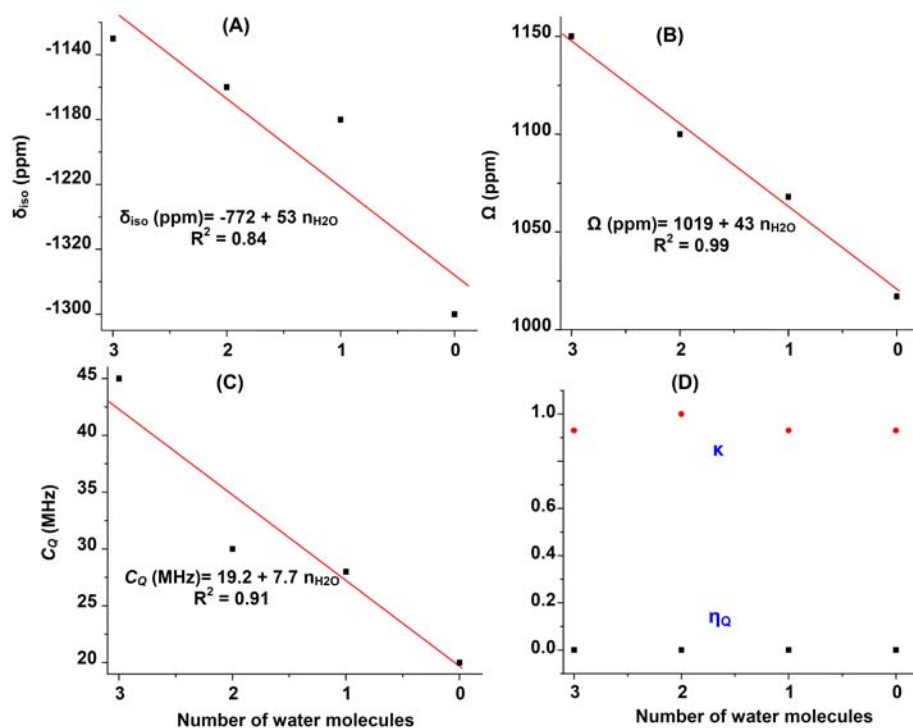 (A)
-1140
-1180
-1220
-1320
-1300
δiso (ppm)
δiso (ppm)= -772 + 53 nH2O
R² = 0.84
3 2 1 0
(B)
1150
1100
1050
1000
Ω (ppm)
Ω (ppm)= 1019 + 43 nH2O
R² = 0.99
3 2 1 0
(C)
45
40
35
30
25
20
CQ (MHz)
CQ (MHz)= 19.2 + 7.7 nH2O
R² = 0.91
3 2 1 0
Number of water molecules
(D)
1.0
0.8
0.6
0.4
0.2
0.0
κ
ηQ
3 2 1 0
Number of water molecules